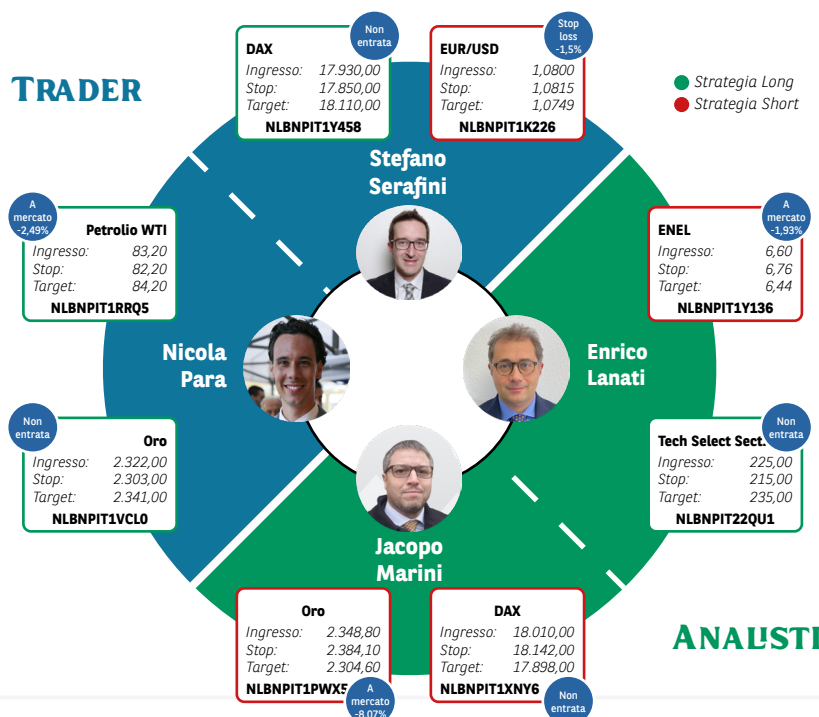 TRADER
Non
entrata
DAX
Ingresso: 17.930,00
Stop: 17.850,00
Target: 18.110,00
NLBNPIT1Y458
Stop
loss
-1,5%
EUR/USD
Ingresso: 1,0800
Stop: 1,0815
Target: 1,0749
NLBNPIT1K226
Strategia Long
Strategia Short
Stefano
Serafini
A
mercato
-2,49%
Petrolio WTI
Ingresso: 83,20
Stop: 82,20
Target: 84,20
NLBNPIT1RRQ5
A
mercato
-1,93%
ENEL
Ingresso: 6,60
Stop: 6,76
Target: 6,44
NLBNPIT1Y136
Nicola
Para
Enrico
Lanati
Non
entrata
Oro
Ingresso: 2.322,00
Stop: 2.303,00
Target: 2.341,00
NLBNPIT1VCL0
Non
entrata
Tech Select Sect.
Ingresso: 225,00
Stop: 215,00
Target: 235,00
NLBNPIT22QU1
Jacopo
Marini
Oro
Ingresso: 2.348,80
Stop: 2.384,10
Target: 2.304,60
NLBNPIT1PWX5
A
mercato
-8,07%
DAX
Ingresso: 18.010,00
Stop: 18.142,00
Target: 17.898,00
NLBNPIT1XNY6
Non
entrata
ANALISTI